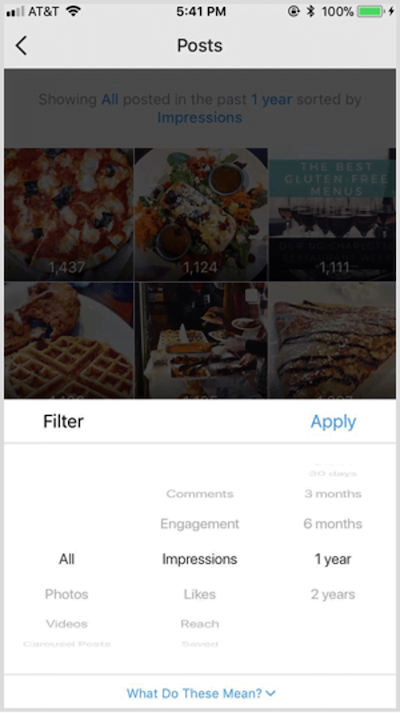 AT&T 5:41 PM 100%
Posts
Showing All posted in the past 1 year sorted by
Impressions
1,437 1,124 1,111
THE BEST
GLUTEN-FREE
MENUS
Filter Apply
30 days
Comments 3 months
Engagement 6 months
All Impressions 1 year
Photos Likes 2 years
Videos Reach
Carousel Posts Saved
What Do These Mean?